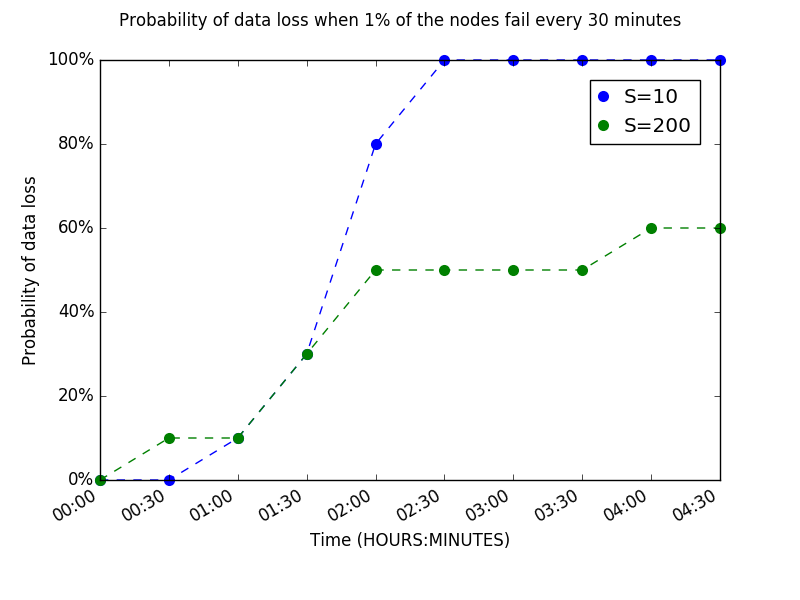 Probability of data loss when 1% of the nodes fail every 30 minutes
100%
80%
60%
40%
20%
0%
Probability of data loss
S=10
S=200
00:00 00:30 01:00 01:30 02:00 02:30 03:00 03:30 04:00 04:30
Time (HOURS:MINUTES)